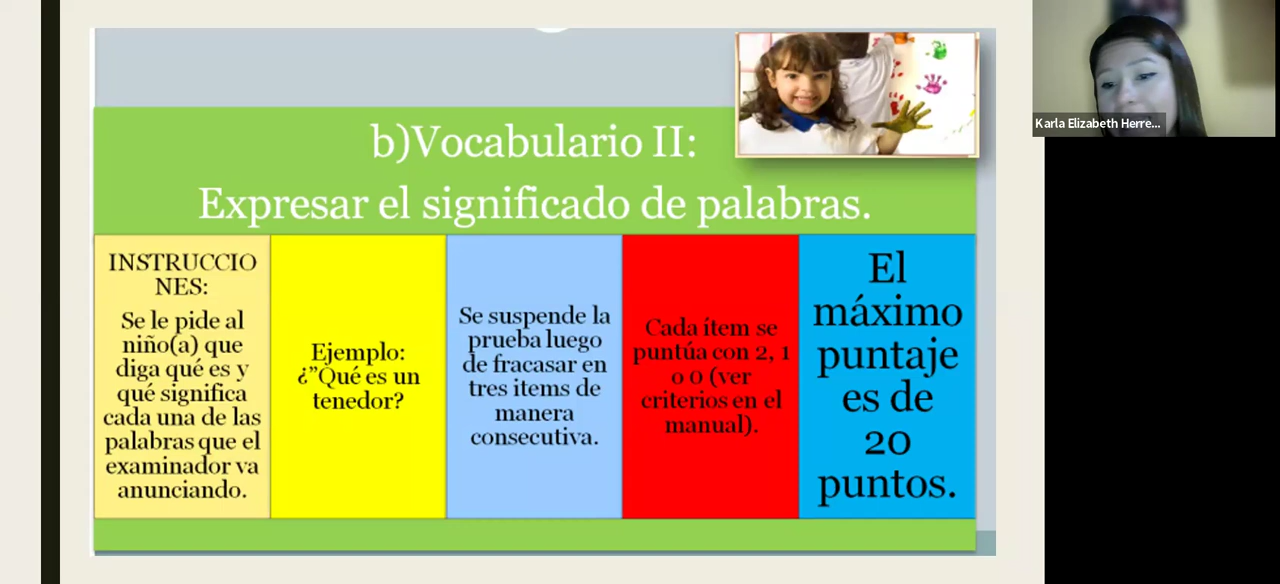 b)Vocabulario II:
Expresar el significado de palabras.
INSTRUCCIO
NES:
Se le pide al
niño(a) que
diga qué es y
qué significa
cada una de las
palabras que el
examinador va
anunciando.
Ejemplo:
¿”Qué es un
tenedor?
Se suspende la
prueba luego
de fracasar en
tres items de
manera
consecutiva.
Cada ítem se
puntúa con 2, 1
o 0 (ver
criterios en el
manual).
El
máximo
puntaje
es de
20
puntos.
Karla Elizabeth Herre...